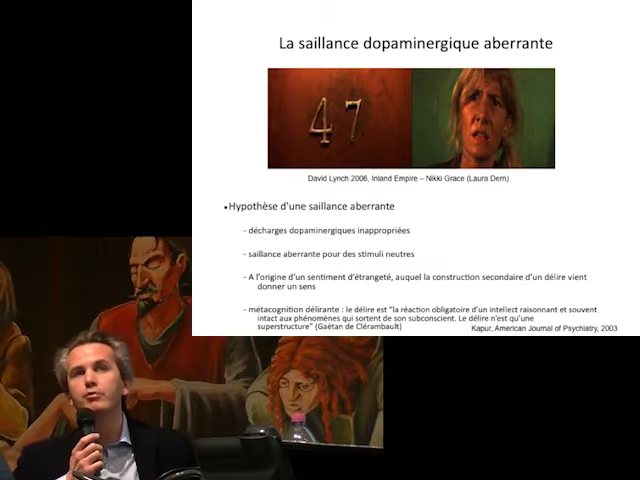 La saillance dopaminergique aberrante
47
David Lynch 2006, Inland Empire – Nikki Grace (Laura Dern)
•Hypothèse d'une saillance aberrante
– décharges dopaminergiques inappropriées
– saillance aberrante pour des stimuli neutres
– A l'origine d'un sentiment d'étrangeté, auquel la construction secondaire d'un délire vient
donner un sens
– métacognition délirante : le délire est "la réaction obligatoire d'un intellect raisonnant et souvent
intact aux phénomènes qui sortent de son subconscient. Le délire n'est qu'une
superstructure" (Gaëtan de Clérambault)
Kapur, American Journal of Psychiatry, 2003